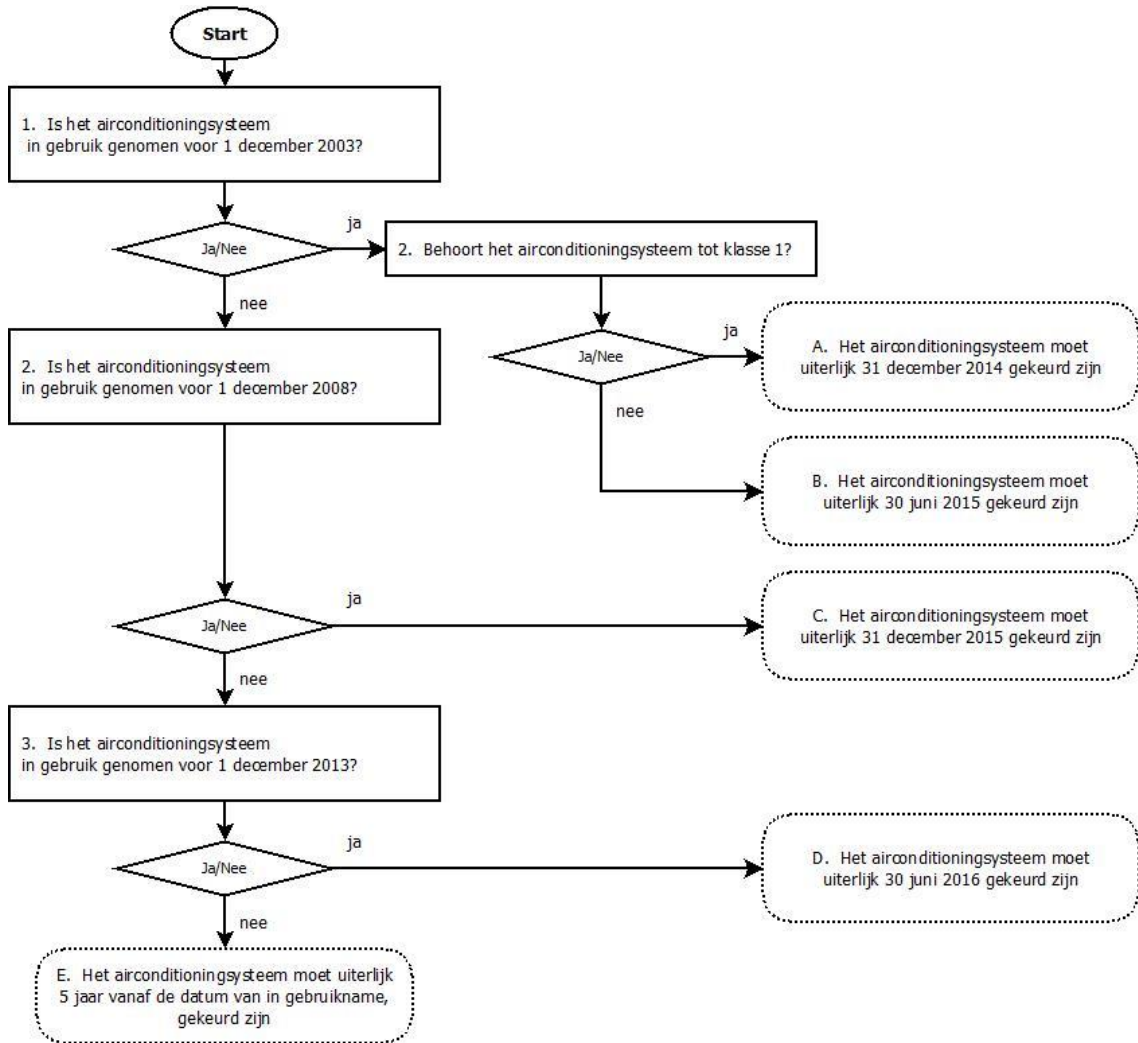 Start
1. Is het airconditioningsysteem
in gebruik genomen voor 1 december 2003?
Ja/Nee
ja
2. Behoort het airconditioningsysteem tot klasse 1?
nee
Ja/Nee
ja
A. Het airconditioningsysteem moet
uiterlijk 31 december 2014 gekeurd zijn
nee
B. Het airconditioningsysteem moet
uiterlijk 30 juni 2015 gekeurd zijn
2. Is het airconditioningsysteem
in gebruik genomen voor 1 december 2008?
Ja/Nee
ja
C. Het airconditioningsysteem moet
uiterlijk 31 december 2015 gekeurd zijn
nee
3. Is het airconditioningsysteem
in gebruik genomen voor 1 december 2013?
Ja/Nee
ja
D. Het airconditioningsysteem moet
uiterlijk 30 juni 2016 gekeurd zijn
nee
E. Het airconditioningsysteem moet uiterlijk
5 jaar vanaf de datum van in gebruikname,
gekeurd zijn